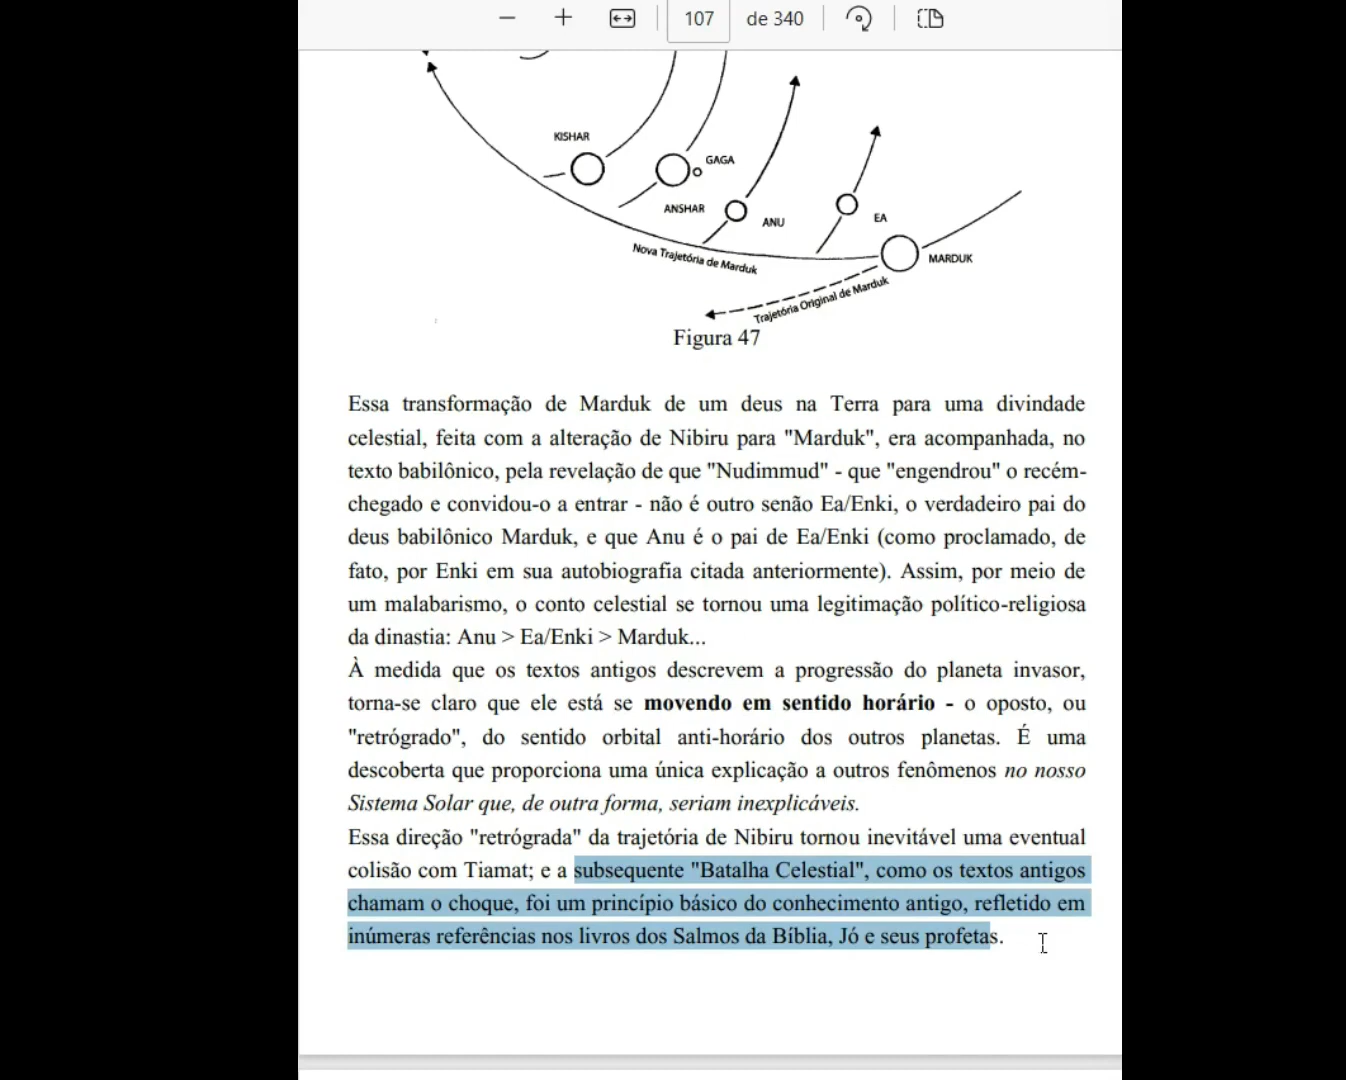 107 de 340
KISHAR
GAGA
ANSHAR
ANU
EA
MARDUK
Nova Trajetória de Marduk
Trajetória Original de Marduk
Figura 47
Essa transformação de Marduk de um deus na Terra para uma divindade
celestial, feita com a alteração de Nibiru para "Marduk", era acompanhada, no
texto babilônico, pela revelação de que "Nudimmud" - que "engendrou" o recém-
chegado e convidou-o a entrar - não é outro senão Ea/Enki, o verdadeiro pai do
deus babilônico Marduk, e que Anu é o pai de Ea/Enki (como proclamado, de
fato, por Enki em sua autobiografia citada anteriormente). Assim, por meio de
um malabarismo, o conto celestial se tornou uma legitimação político-religiosa
da dinastia: Anu > Ea/Enki > Marduk...
À medida que os textos antigos descrevem a progressão do planeta invasor,
torna-se claro que ele está se movendo em sentido horário - o oposto, ou
"retrógrado", do sentido orbital anti-horário dos outros planetas. É uma
descoberta que proporciona uma única explicação a outros fenômenos no nosso
Sistema Solar que, de outra forma, seriam inexplicáveis.
Essa direção "retrógrada" da trajetória de Nibiru tornou inevitável uma eventual
colisão com Tiamat; e a subsequente "Batalha Celestial", como os textos antigos
chamam o choque, foi um princípio básico do conhecimento antigo, refletido em
inúmeras referências nos livros dos Salmos da Bíblia, Jó e seus profetas.